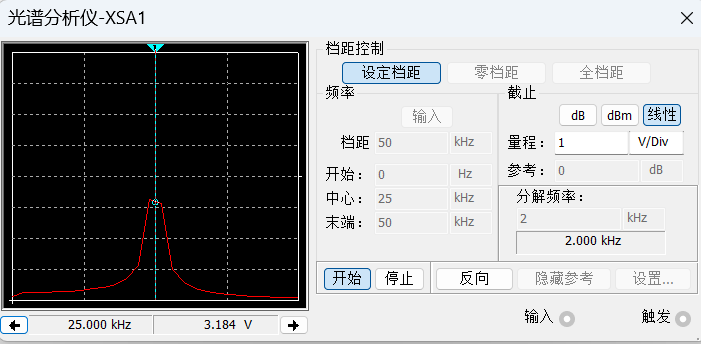 光谱分析仪-XSA1
档距控制
设定档距 零档距 全档距
频率
输入
档距 50 kHz
开始： 0 Hz
中心： 25 kHz
末端： 50 kHz
截止
dB dBm 线性
量程： 1 V/Div
参考： 0 dB
分解频率：
2 kHz
2.000 kHz
开始 停止 反向 隐藏参考 设置...
25.000 kHz 3.184 V
输入 触发